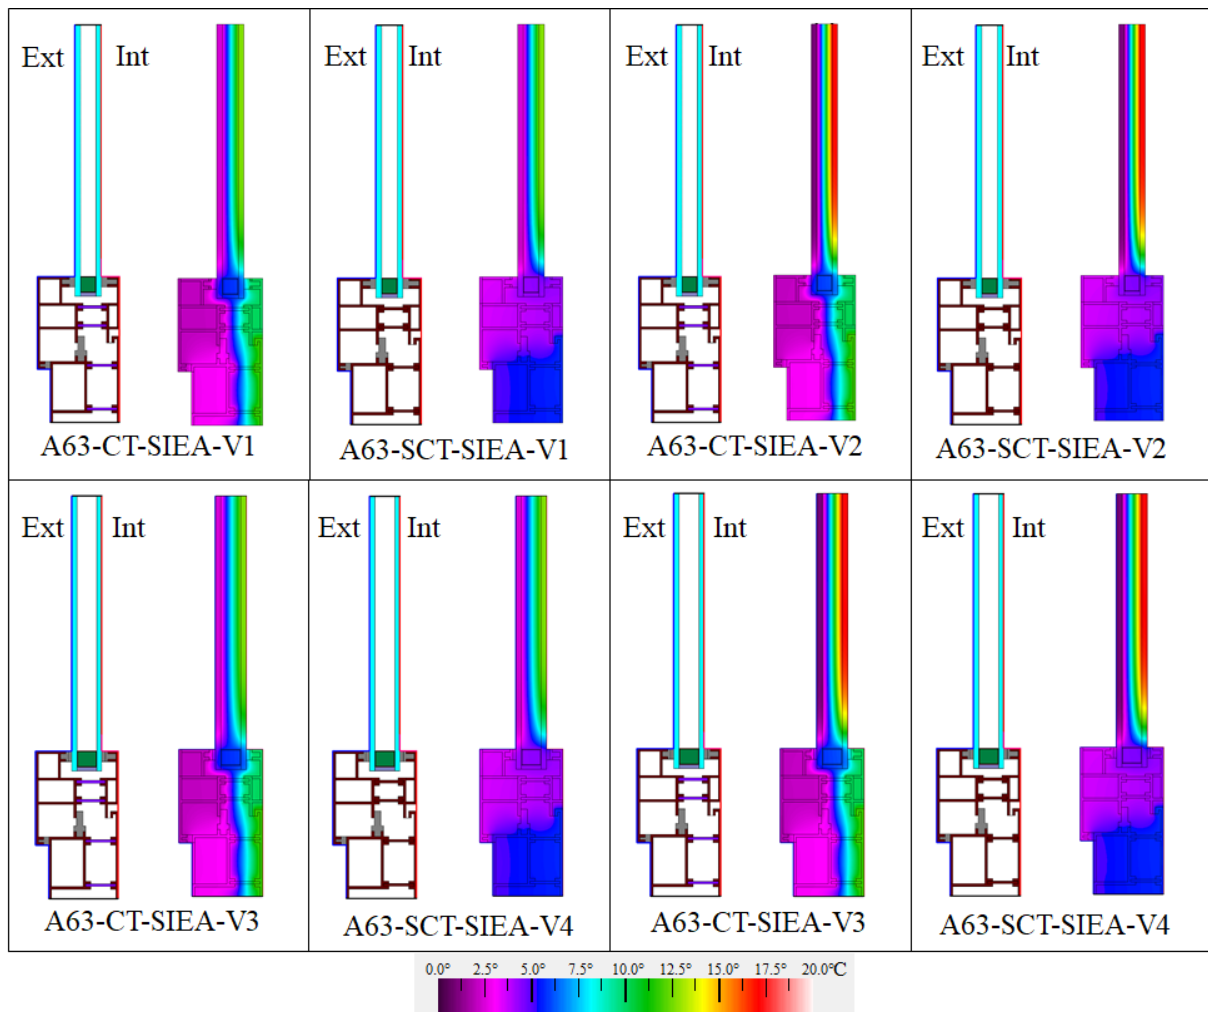 Ext Int
Ext Int
Ext Int
Ext Int
A63-CT-SIEA-V1
A63-SCT-SIEA-V1
A63-CT-SIEA-V2
A63-SCT-SIEA-V2
Ext Int
Ext Int
Ext Int
Ext Int
A63-CT-SIEA-V3
A63-SCT-SIEA-V4
A63-CT-SIEA-V3
A63-SCT-SIEA-V4
0.0° 2.5° 5.0° 7.5° 10.0° 12.5° 15.0° 17.5° 20.0°C